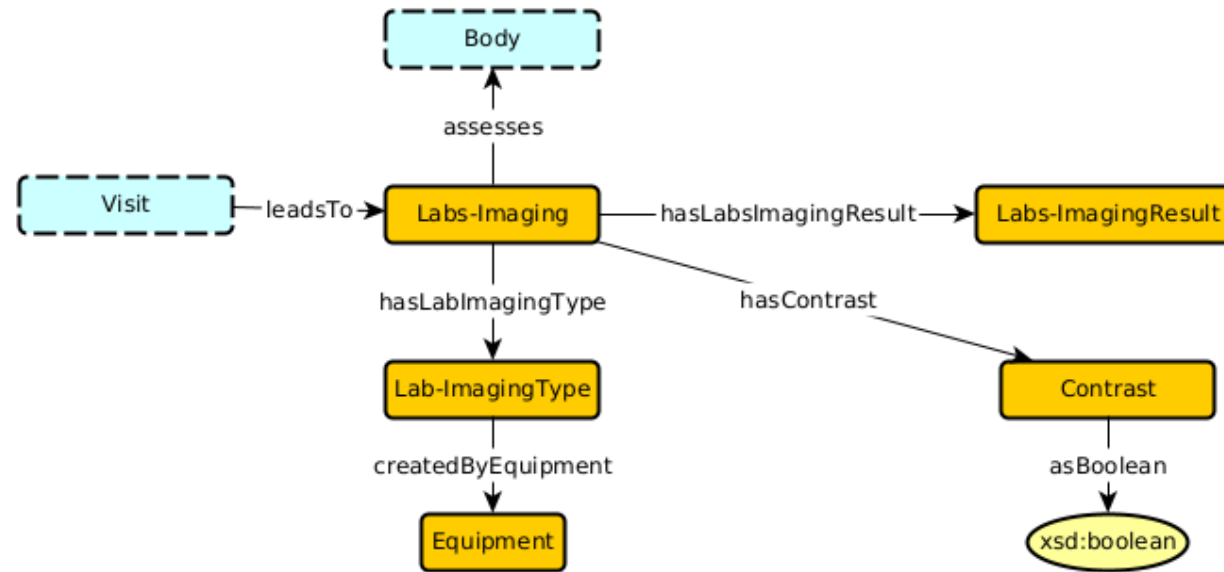 Body
assesses
Visit
leadsTo
Labs-Imaging
hasLabsImagingResult
Labs-ImagingResult
hasLabImagingType
hasContrast
Lab-ImagingType
Contrast
createdByEquipment
asBoolean
Equipment
xsd:boolean